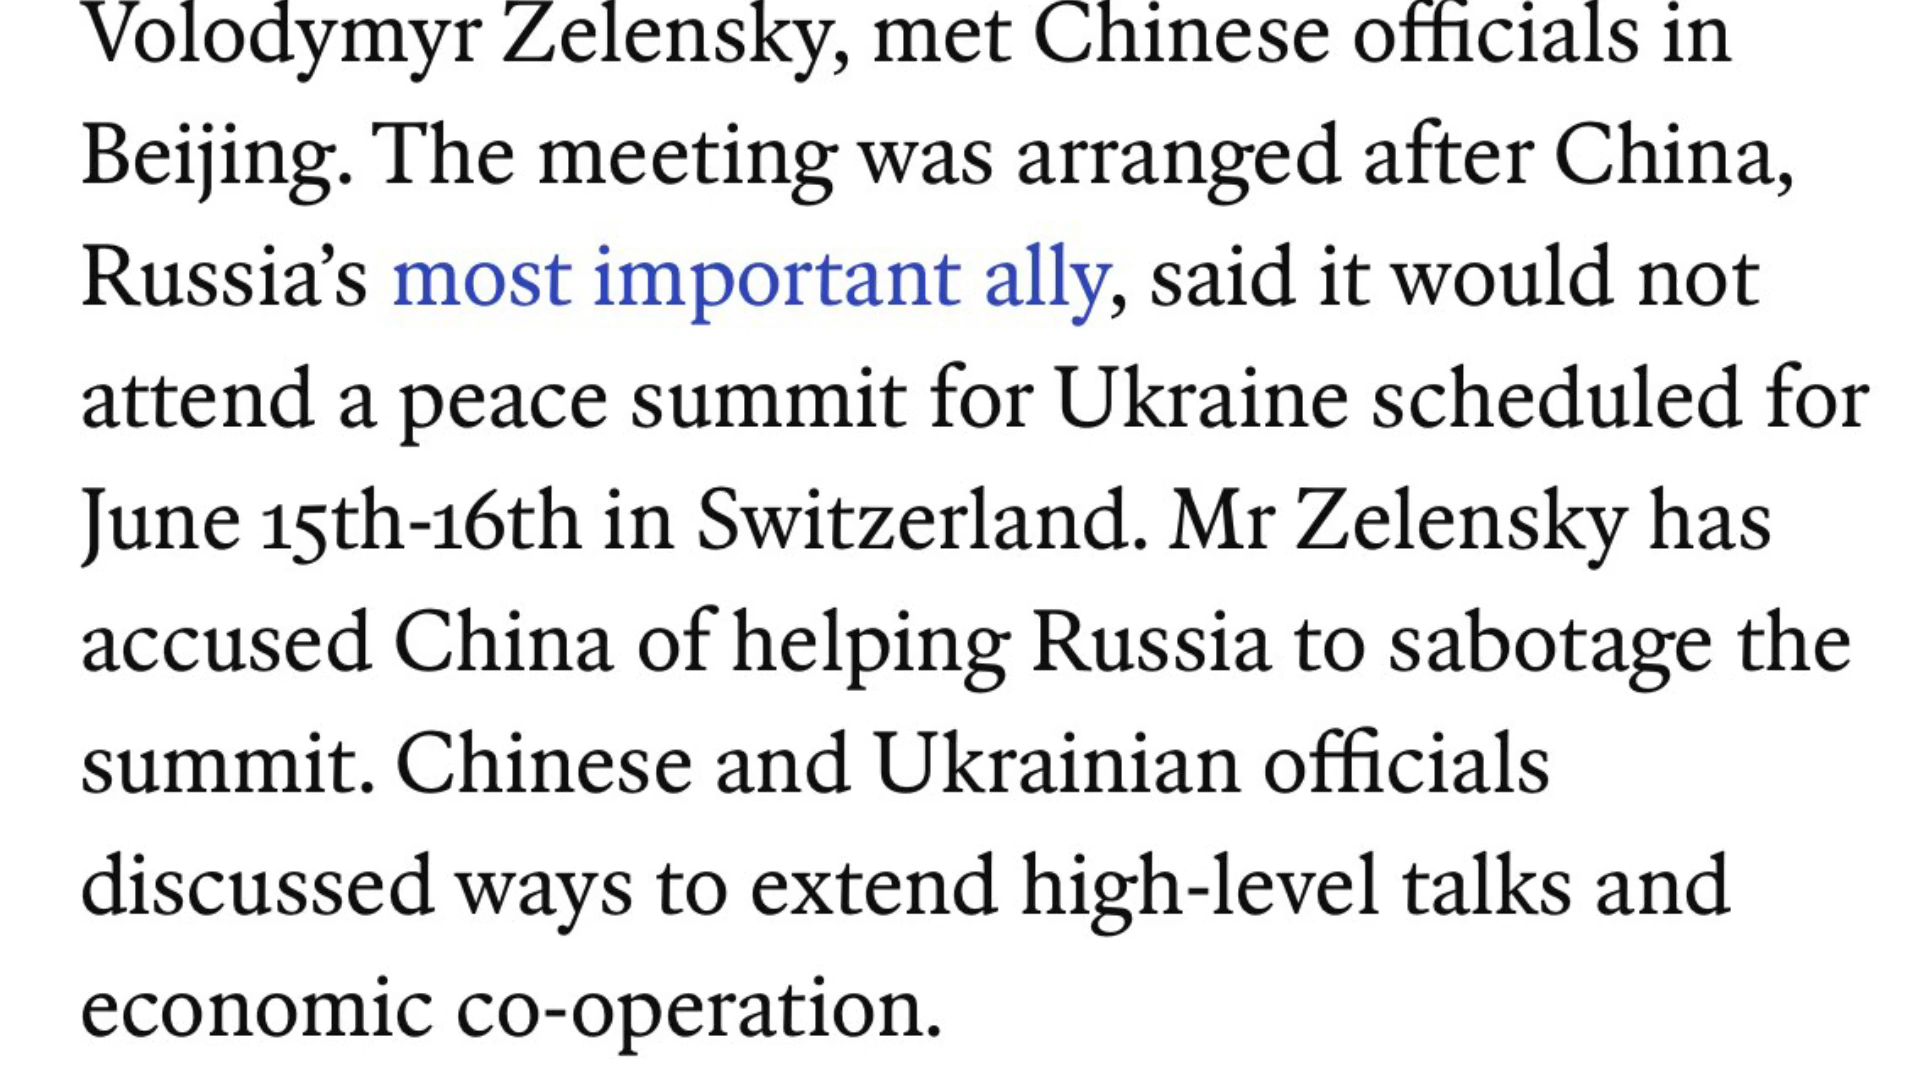 Volodymyr Zelensky, met Chinese officials in
Beijing. The meeting was arranged after China,
Russia’s most important ally, said it would not
attend a peace summit for Ukraine scheduled for
June 15th-16th in Switzerland. Mr Zelensky has
accused China of helping Russia to sabotage the
summit. Chinese and Ukrainian officials
discussed ways to extend high-level talks and
economic co-operation.